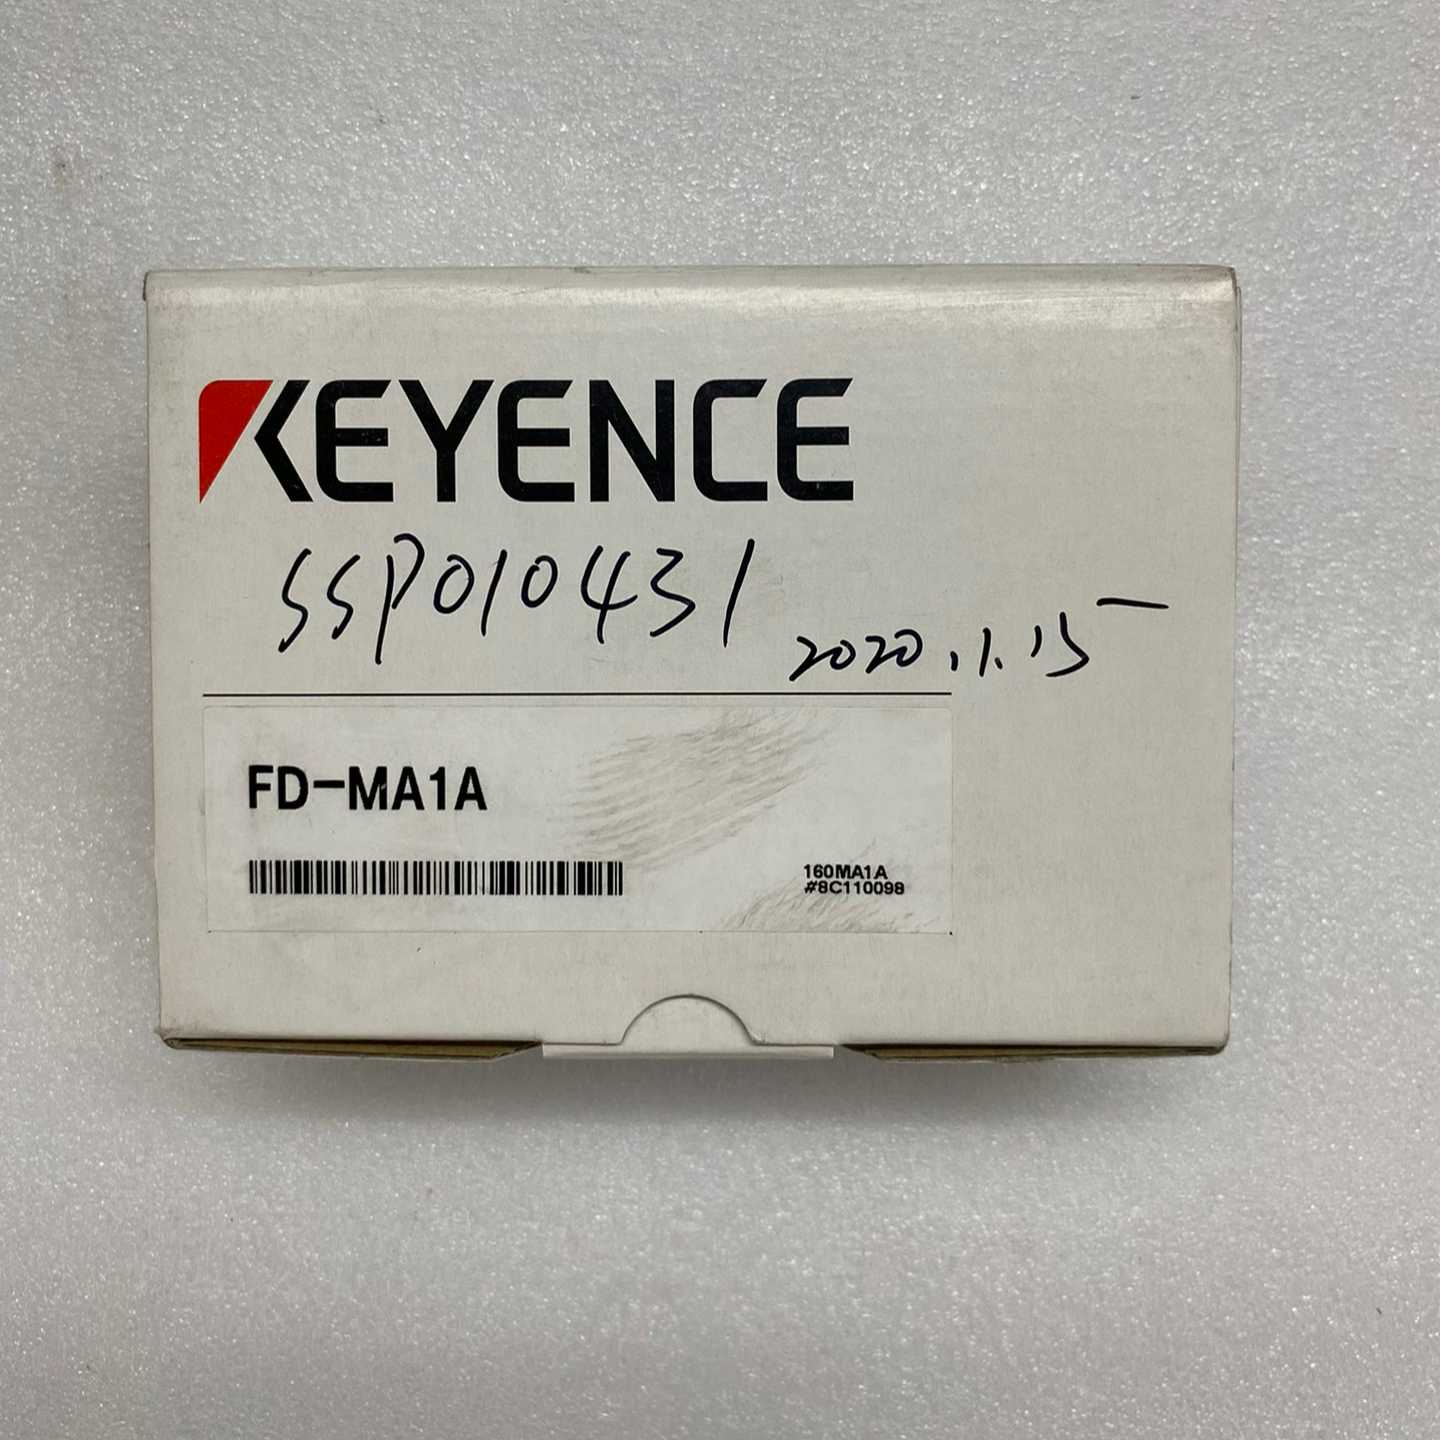 KEYENCE
SSP010431
2020.1.15
FD-MA1A
160MA1A
#8C110098